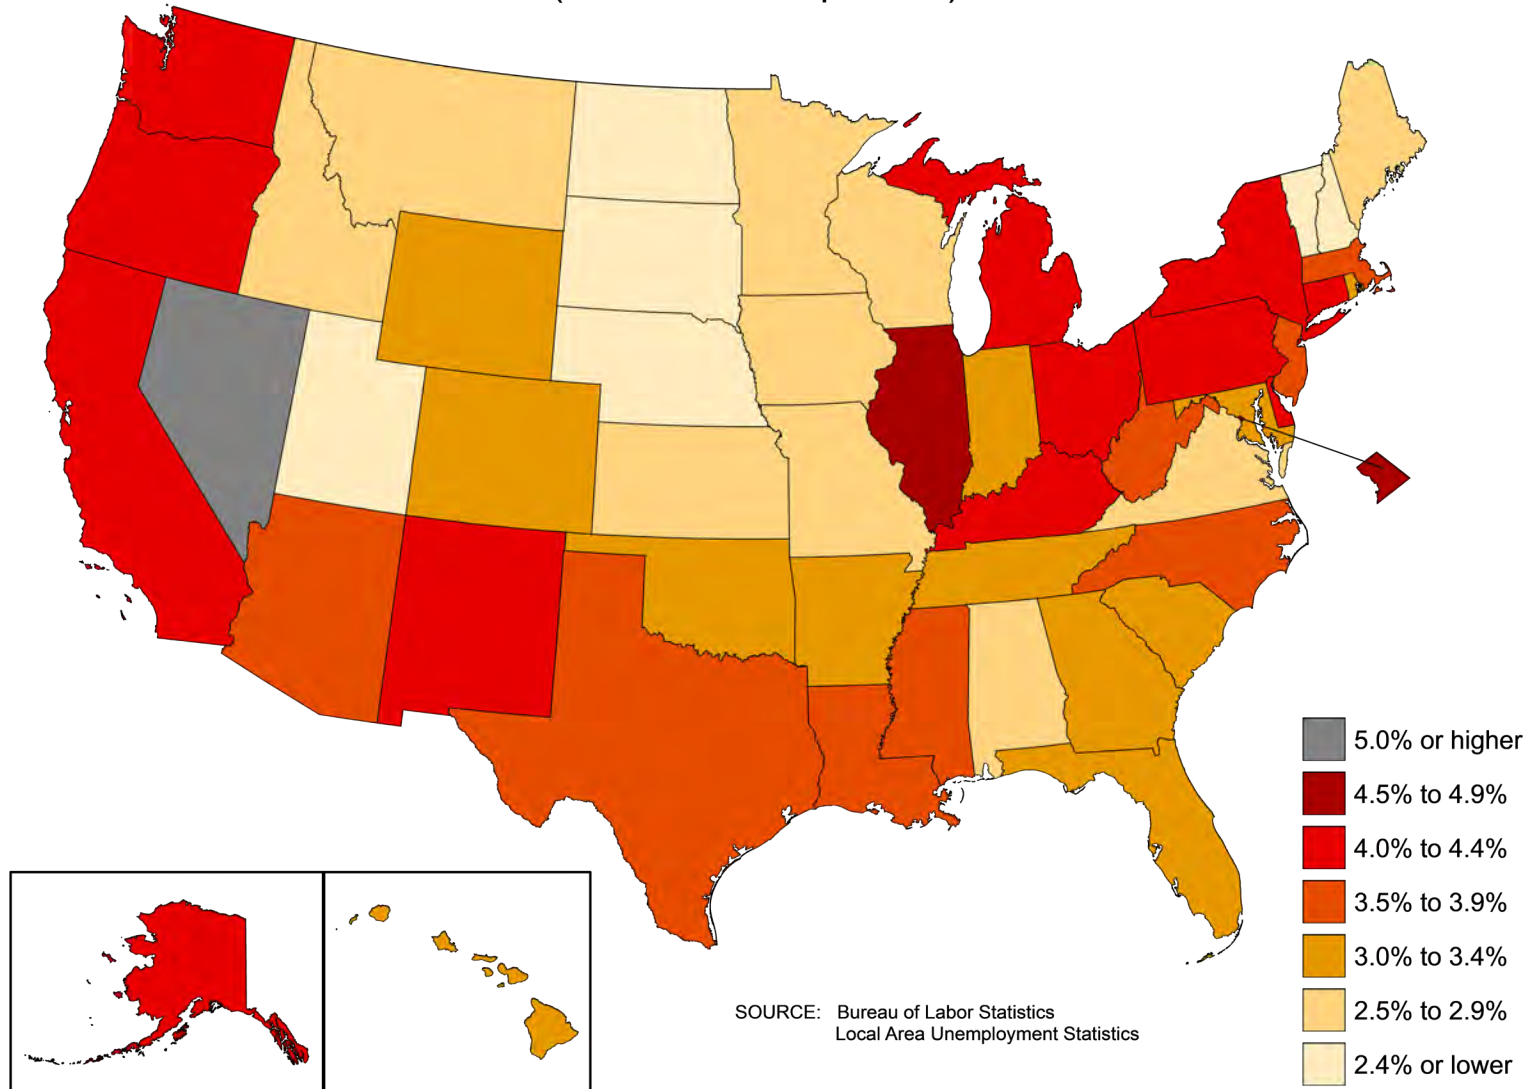 5.0% or higher
4.5% to 4.9%
4.0% to 4.4%
3.5% to 3.9%
3.0% to 3.4%
2.5% to 2.9%
2.4% or lower
SOURCE: Bureau of Labor Statistics
Local Area Unemployment Statistics